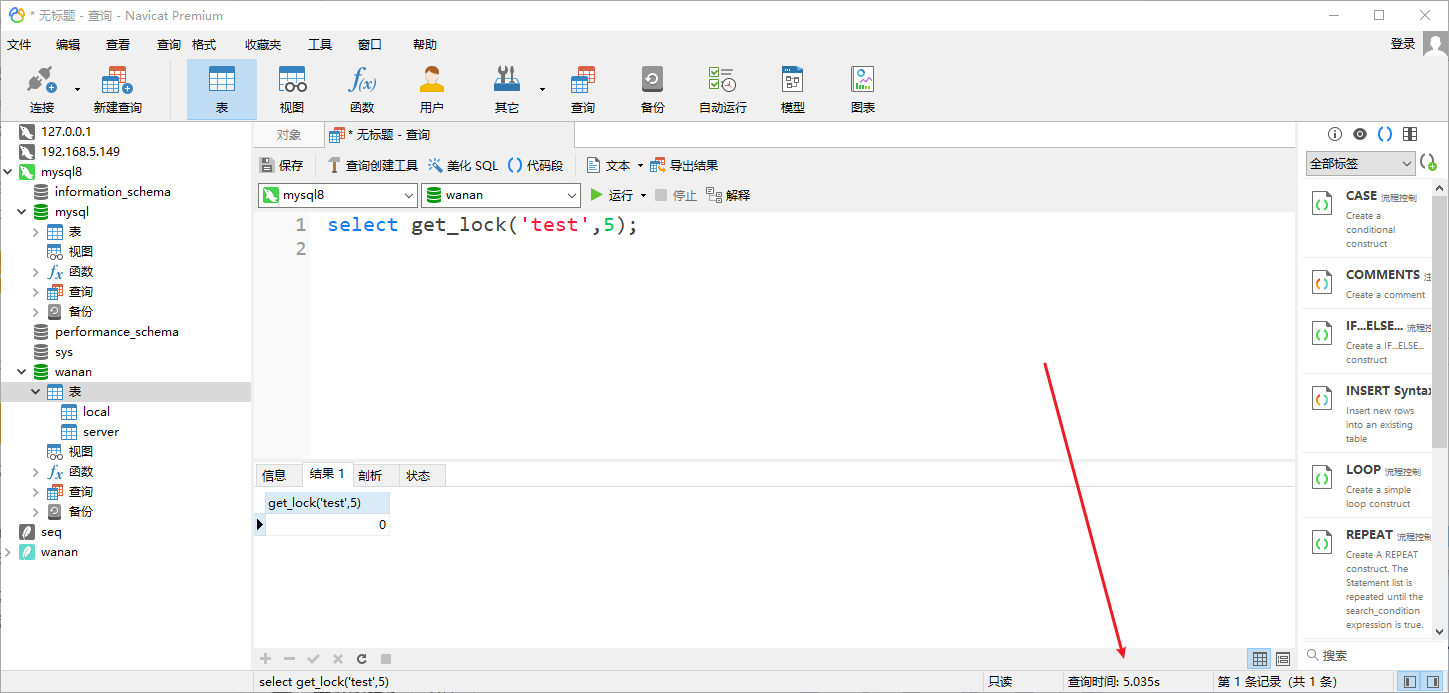 * 无标题 - 查询 - Navicat Premium
文件 编辑 查看 查询 格式 收藏夹 工具 窗口 帮助 登录
连接 新建查询 表 视图 函数 用户 其它 查询 备份 自动运行 模型 图表
127.0.0.1
192.168.5.149
mysql8
information_schema
mysql
表
视图
函数
查询
备份
performance_schema
sys
wanan
表
local
server
视图
函数
查询
备份
seq
wanan
对象 * 无标题 - 查询
保存 查询创建工具 美化 SQL 代码段 文本 导出结果
mysql8 wanan 运行 停止 解释
1 select get_lock('test',5);
2
信息 结果 1 剖析 状态
get_lock('test',5)
0
全部标签
CASE 流程控制
Create a
conditional
construct
COMMENTS 注
Create a comment
IF...ELSE... 流程控
Create a IF...ELSE...
construct
INSERT Syntax
Insert new rows
into an existing
table
LOOP 流程控制
Create a simple
loop construct
REPEAT 流程控制
Create A REPEAT
construct. The
Statement list is
repeated until the
search_condition
expression is true.
搜索
select get_lock('test',5) 只读 查询时间: 5.035s 第 1 条记录 (共 1 条)